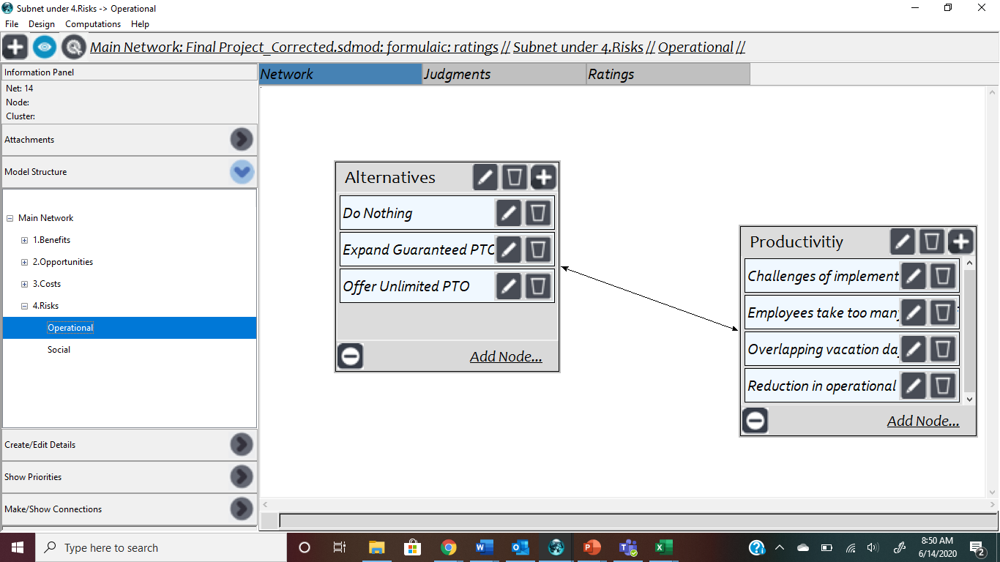 Subnet under 4.Risks -> Operational
File Design Computations Help
Main Network: Final Project_Corrected.sdmod: formulaic: ratings // Subnet under 4.Risks // Operational //
Information Panel
Net: 14
Node:
Cluster:
Attachments
Model Structure
Main Network
1.Benefits
2.Opportunities
3.Costs
4.Risks
Operational
Social
Create/Edit Details
Show Priorities
Make/Show Connections
Network Judgments Ratings
Alternatives
Do Nothing
Expand Guaranteed PTO
Offer Unlimited PTO
Add Node...
Productivitiy
Challenges of implement
Employees take too many
Overlapping vacation da
Reduction in operational
Add Node...
Type here to search
8:50 AM
6/14/2020
2